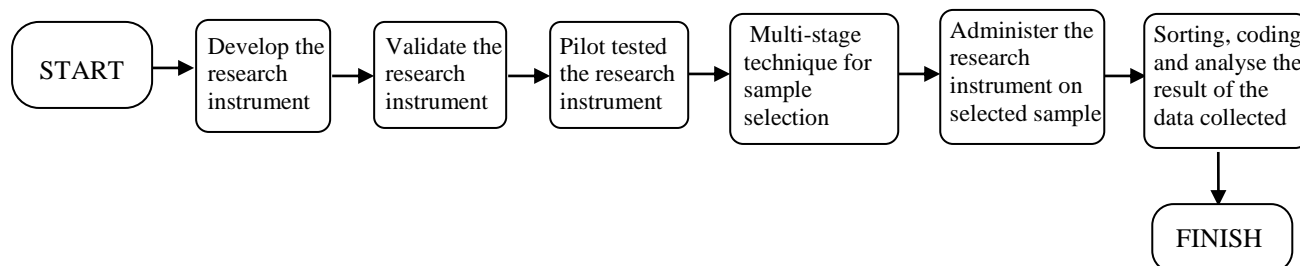 START
Develop the
research
instrument
Validate the
research
instrument
Pilot tested
the research
instrument
Multi-stage
technique for
sample
selection
Administer the
research
instrument on
selected sample
Sorting, coding
and analyse the
result of the
data collected
FINISH